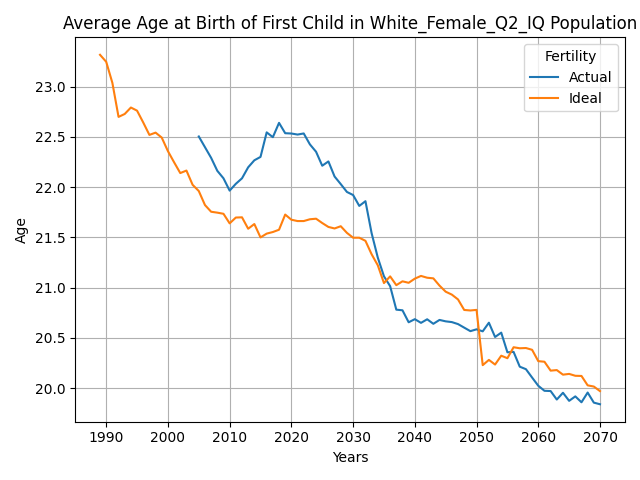 Average Age at Birth of First Child in White_Female_Q2_IQ Population
Fertility
Actual
Ideal
Age
23.0
22.5
22.0
21.5
21.0
20.5
20.0
1990 2000 2010 2020 2030 2040 2050 2060 2070
Years